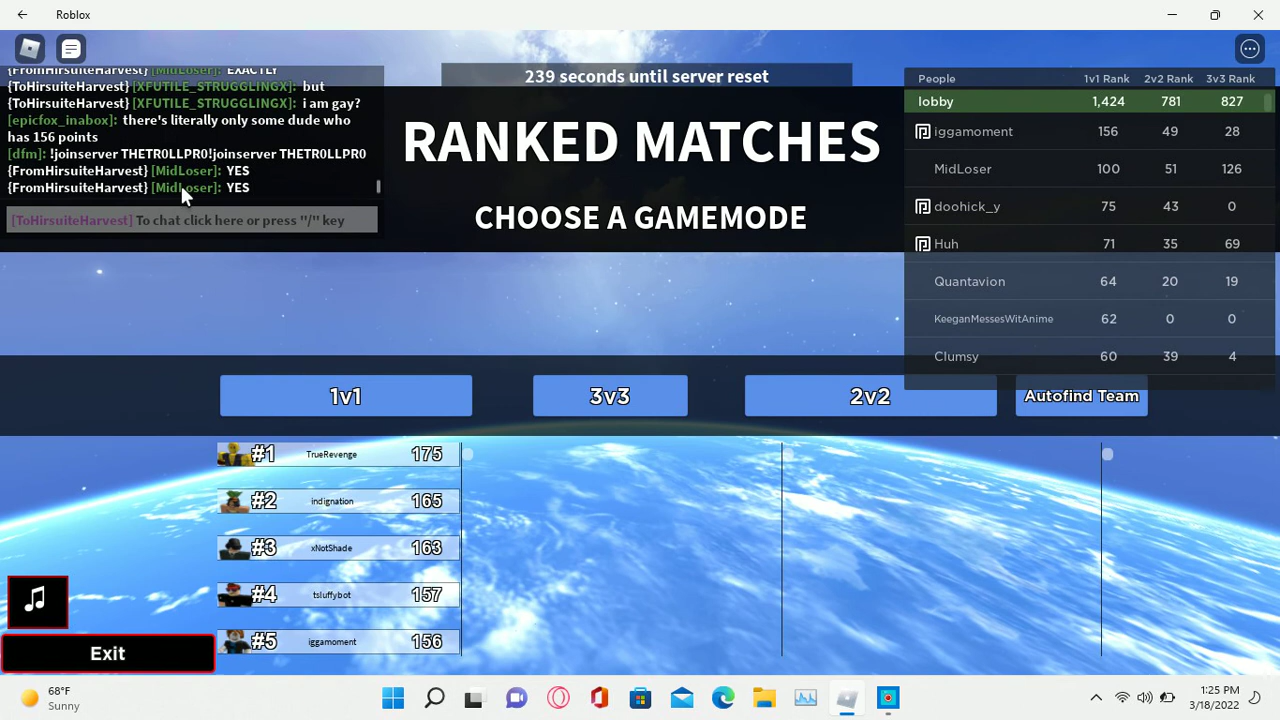 Roblox
{FromHirsuiteHarvest} [MidLoser]: EXACTLY
{ToHirsuiteHarvest} [XFUTILE_STRUGGLINGX]: but
{ToHirsuiteHarvest} [XFUTILE_STRUGGLINGX]: i am gay?
[epicfox_inabox]: there's literally only some dude who
has 156 points
[dfm]: !joinserver THETR0LLPR0!joinserver THETR0LLPR0
{FromHirsuiteHarvest} [MidLoser]: YES
{FromHirsuiteHarvest} [MidLoser]: YES
[ToHirsuiteHarvest] To chat click here or press "/" key
239 seconds until server reset
RANKED MATCHES
CHOOSE A GAMEMODE
People 1v1 Rank 2v2 Rank 3v3 Rank
lobby 1,424 781 827
iggamoment 156 49 28
MidLoser 100 51 126
doohick_y 75 43 0
Huh 71 35 69
Quantavion 64 20 19
KeeganMessesWitAnime 62 0 0
Clumsy 60 39 4
1v1 3v3 2v2 Autofind Team
#1 TrueRevenge 175
#2 indignation 165
#3 xNotShade 163
#4 tsluffybot 157
#5 iggamoment 156
Exit
68°F
Sunny
1:25 PM
3/18/2022